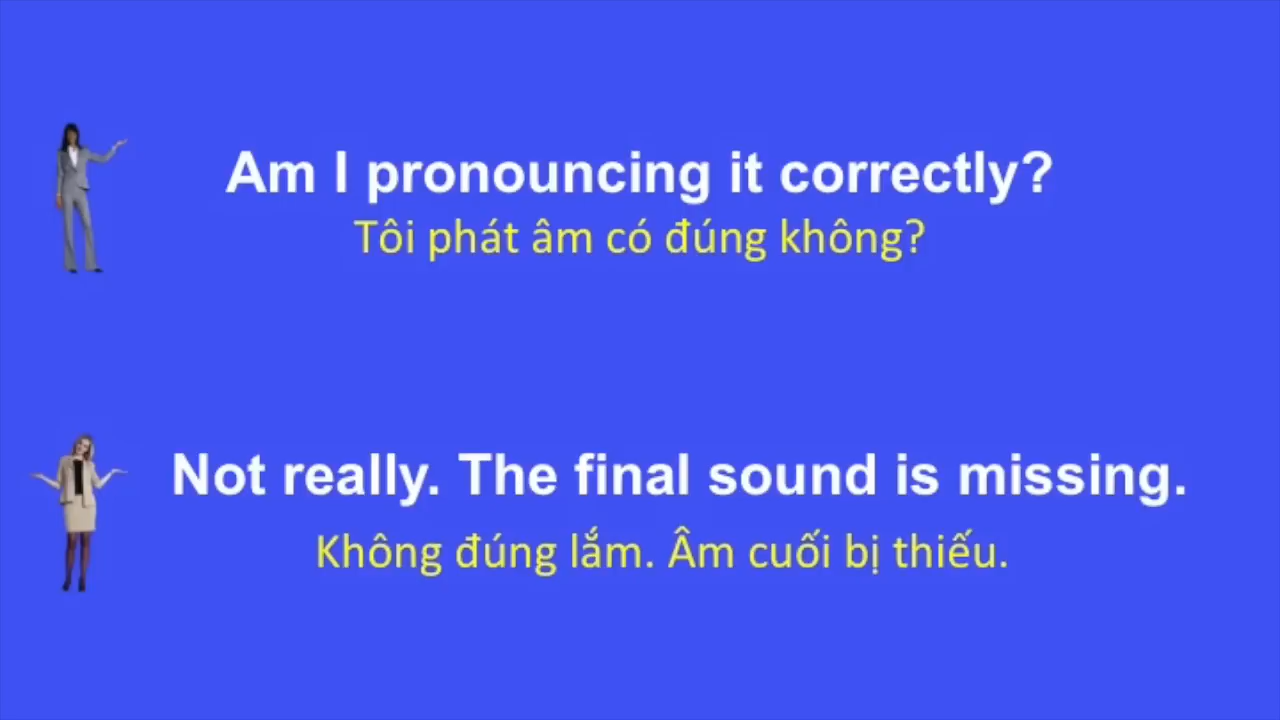 Am I pronouncing it correctly?
Tôi phát âm có đúng không?
Not really. The final sound is missing.
Không đúng lắm. Âm cuối bị thiếu.